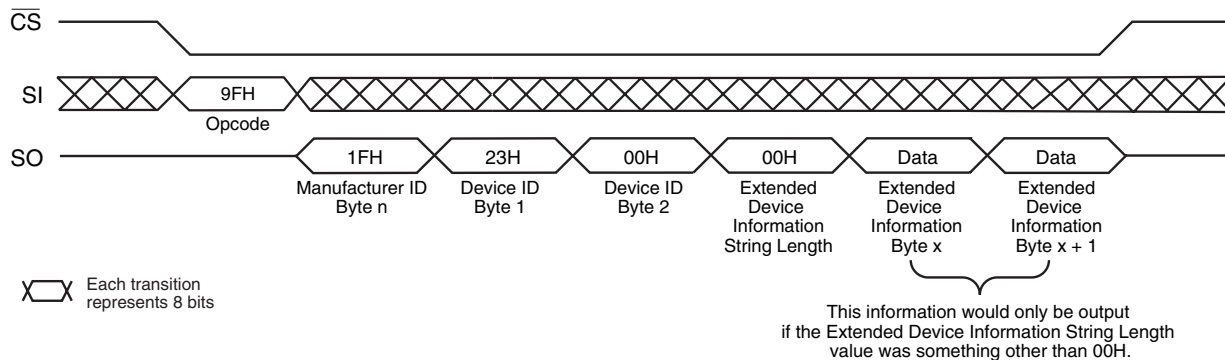 CS
SI
9FH
Opcode
SO
1FH
23H
00H
00H
Data
Data
Manufacturer ID
Byte n
Device ID
Byte 1
Device ID
Byte 2
Extended
Device
Information
String Length
Extended
Device
Information
Byte x
Extended
Device
Information
Byte x + 1
Each transition
represents 8 bits
This information would only be output
if the Extended Device Information String Length
value was something other than 00H.